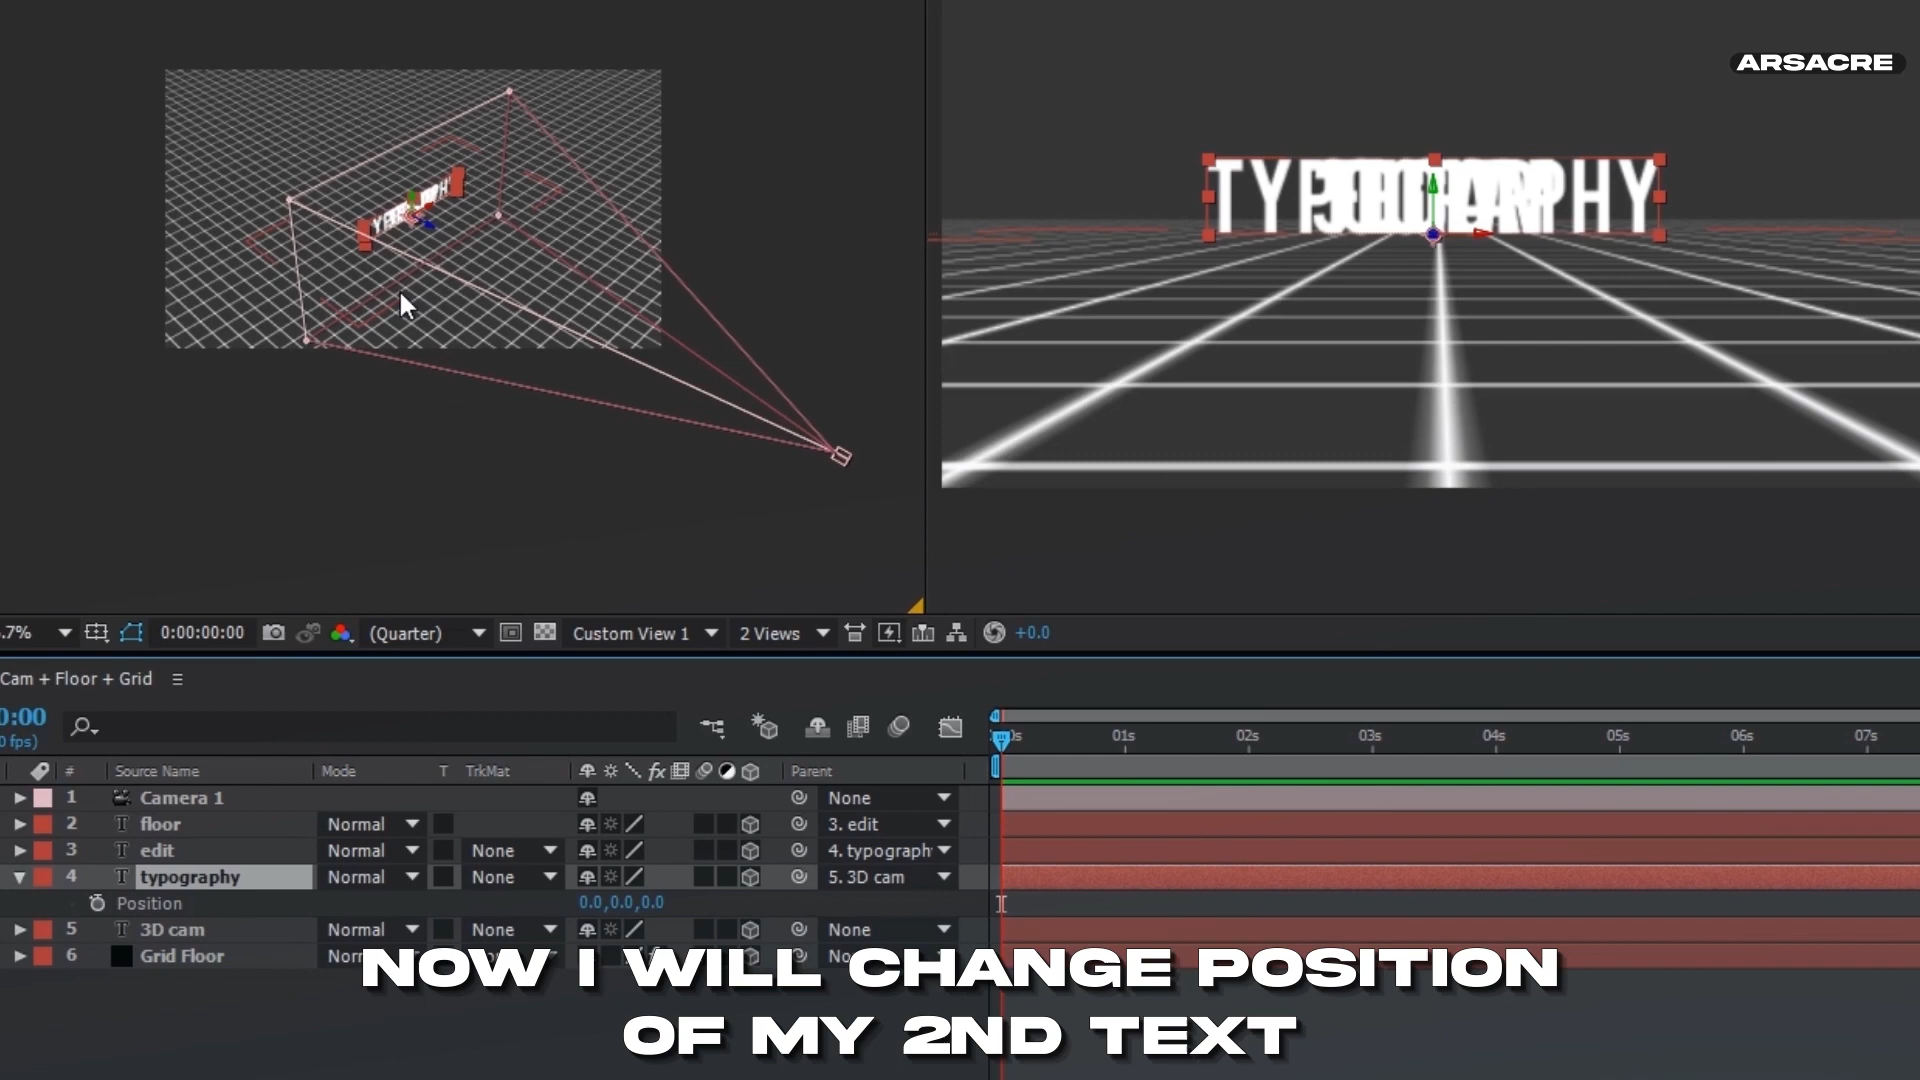 ARSACRE
TYPOGRAPHY
.7%
0:00:00:00
(Quarter)
Custom View 1
2 Views
+0.0
Cam + Floor + Grid
0:00
0 fps)
01s
02s
03s
04s
05s
06s
07s
#
Source Name
Mode
T
TrkMat
fx
Parent
1
Camera 1
None
2
floor
Normal
3. edit
3
edit
Normal
None
4. typograph
4
typography
Normal
None
5. 3D cam
Position
0.0,0.0,0.0
5
3D cam
Normal
None
None
6
Grid Floor
NOW I WILL CHANGE POSITION
OF MY 2ND TEXT